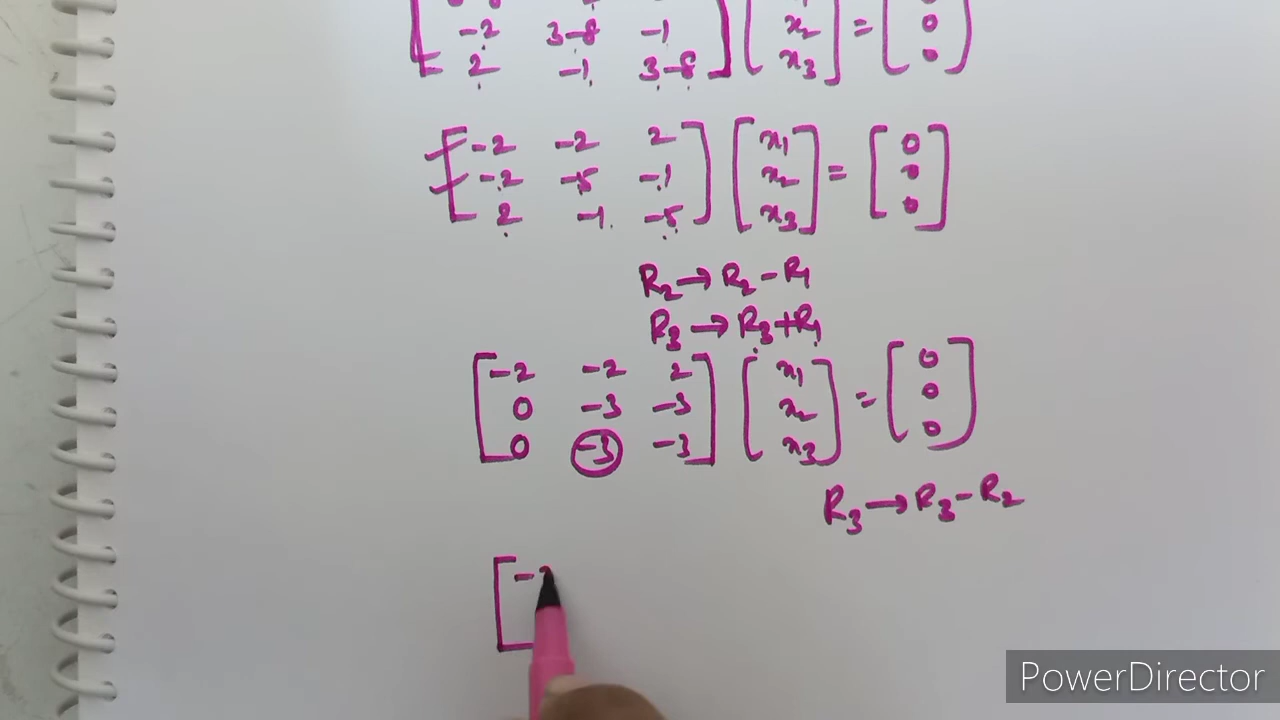 -2 3-8 -1 x2 = 0
2 -1 3-8 x3 0
-2 -2 2 x1 0
-2 -5 -1 x2 = 0
2 -1 -5 x3 0
R2 → R2 - R1
R3 → R3 + R1
-2 -2 2 x1 0
0 -3 -3 x2 = 0
0 -3 -3 x3 0
R3 → R3 - R2
PowerDirector